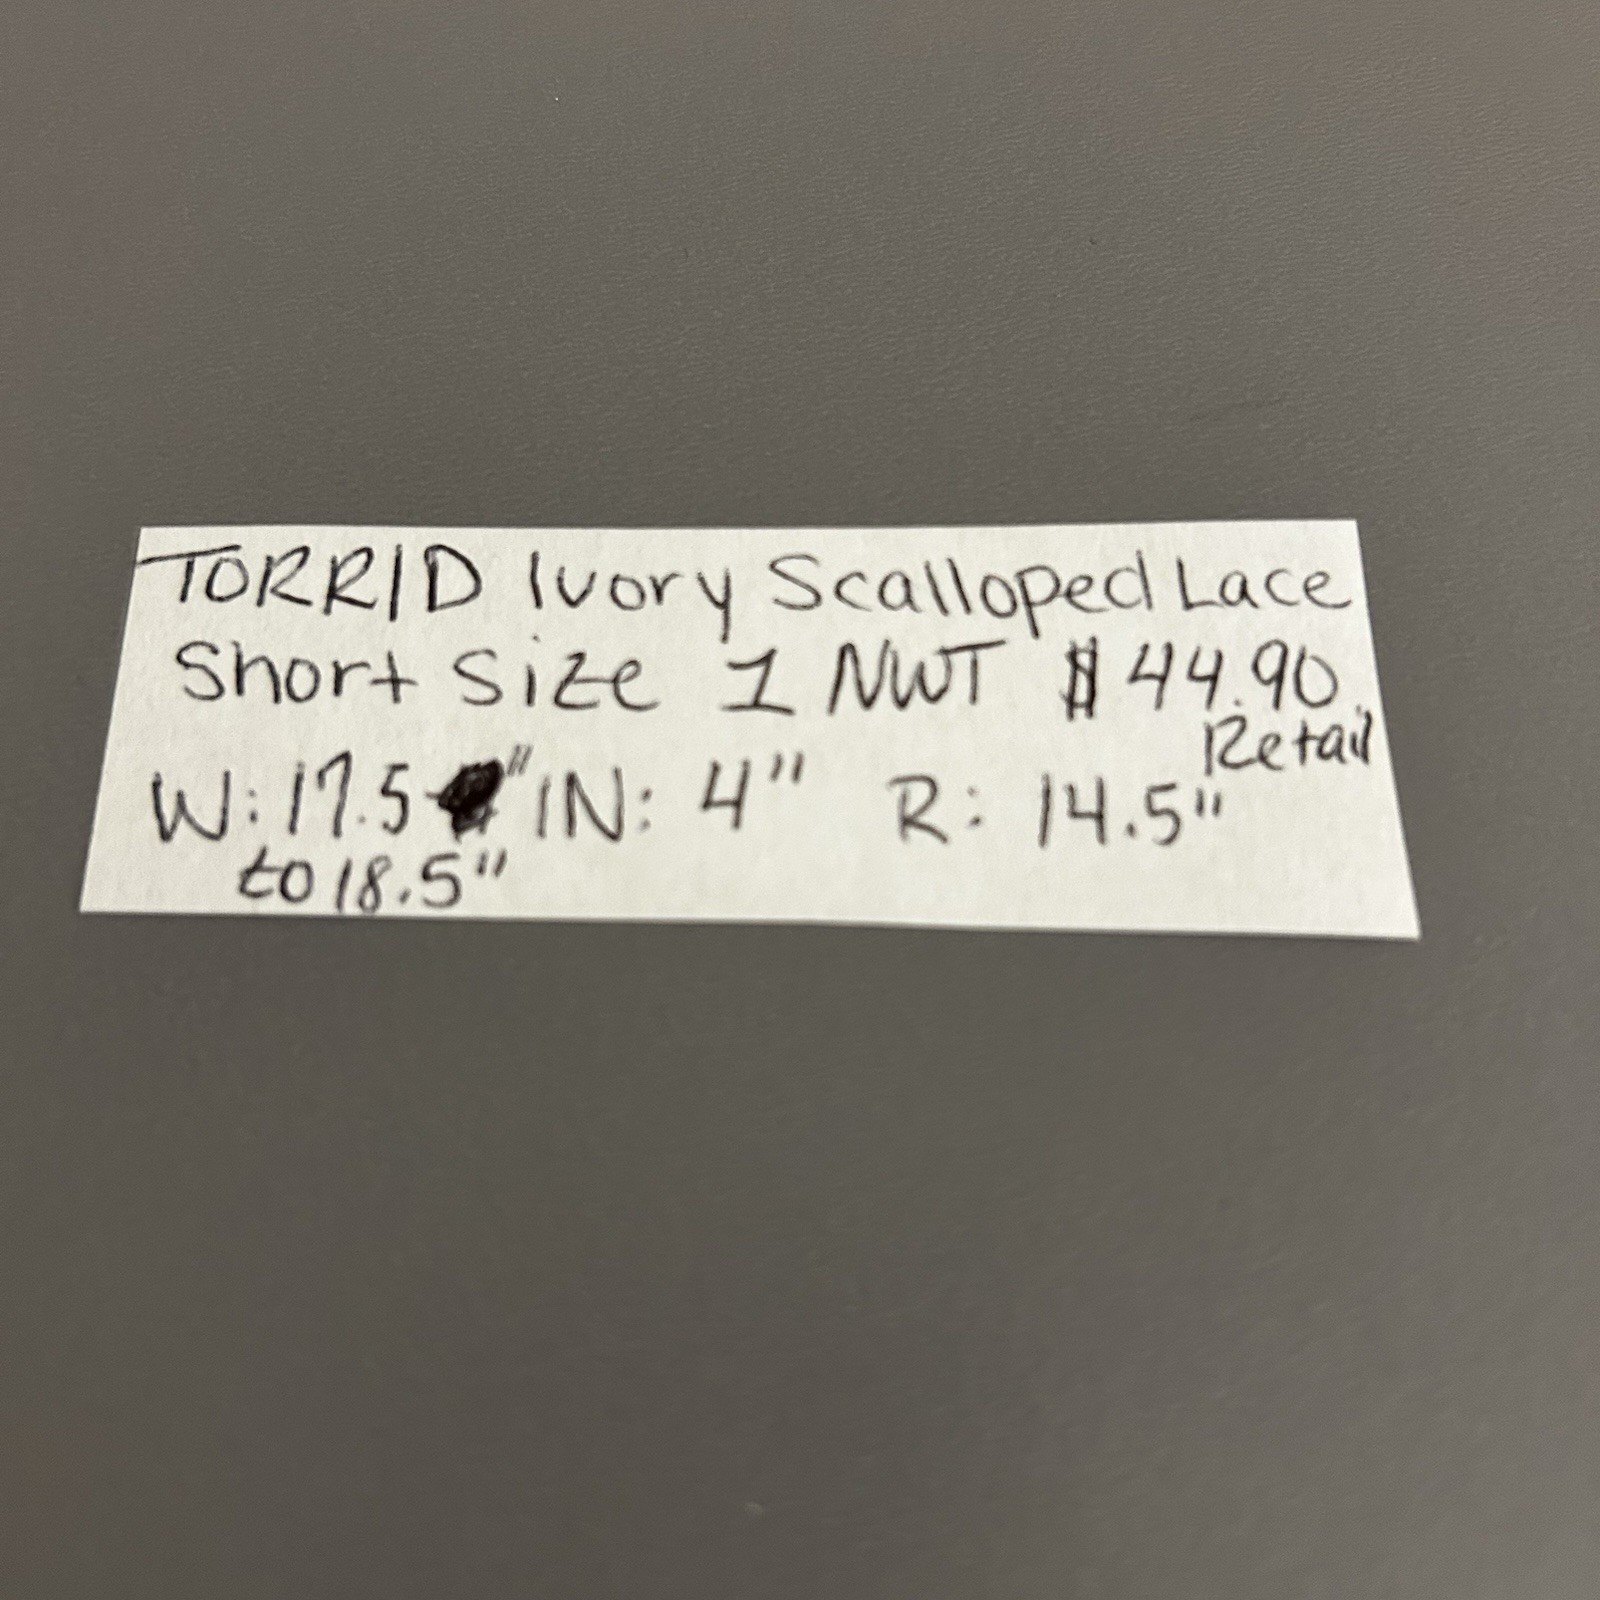 TORRID Ivory Scalloped Lace
Short Size 1 NWT $44.90
Retail
W: 17.5" IN: 4" R: 14.5"
to 18.5"